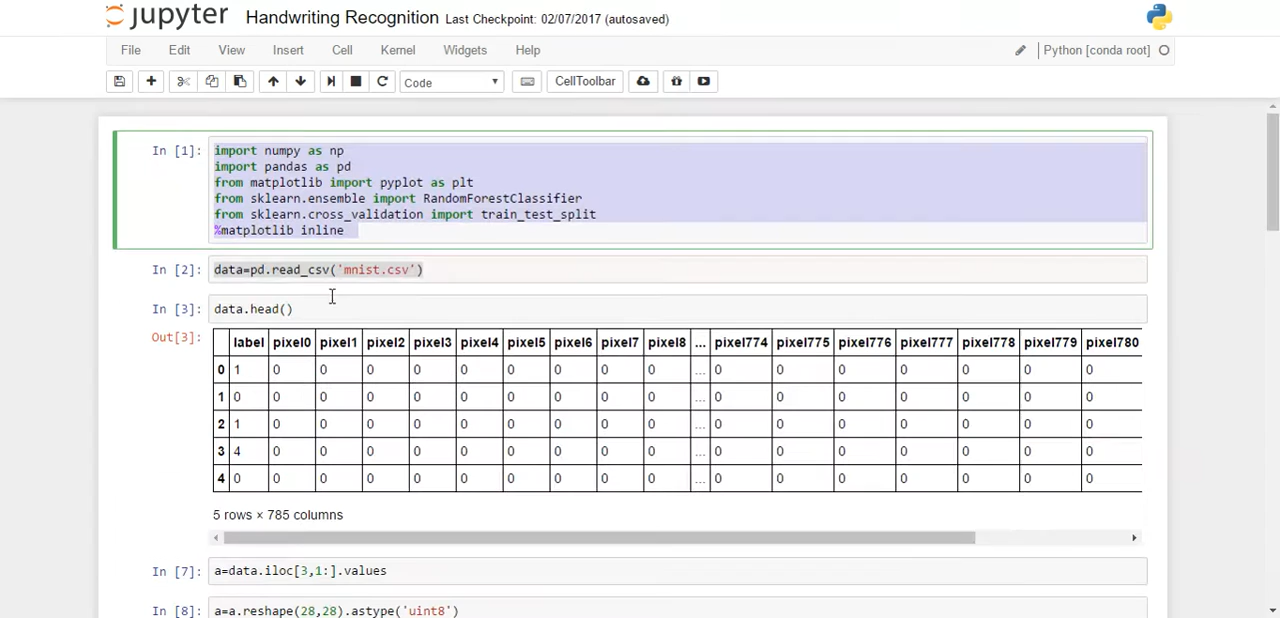 jupyter Handwriting Recognition Last Checkpoint: 02/07/2017 (autosaved)
File Edit View Insert Cell Kernel Widgets Help Python [conda root]
Code CellToolbar
In [1]: import numpy as np
import pandas as pd
from matplotlib import pyplot as plt
from sklearn.ensemble import RandomForestClassifier
from sklearn.cross_validation import train_test_split
%matplotlib inline
In [2]: data=pd.read_csv('mnist.csv')
In [3]: data.head()
Out[3]:
label pixel0 pixel1 pixel2 pixel3 pixel4 pixel5 pixel6 pixel7 pixel8 ... pixel774 pixel775 pixel776 pixel777 pixel778 pixel779 pixel780
0 1 0 0 0 0 0 0 0 0 0 ... 0 0 0 0 0 0 0
1 0 0 0 0 0 0 0 0 0 0 ... 0 0 0 0 0 0 0
2 1 0 0 0 0 0 0 0 0 0 ... 0 0 0 0 0 0 0
3 4 0 0 0 0 0 0 0 0 0 ... 0 0 0 0 0 0 0
4 0 0 0 0 0 0 0 0 0 0 ... 0 0 0 0 0 0 0
5 rows × 785 columns
In [7]: a=data.iloc[3,1:].values
In [8]: a=a.reshape(28,28).astype('uint8')